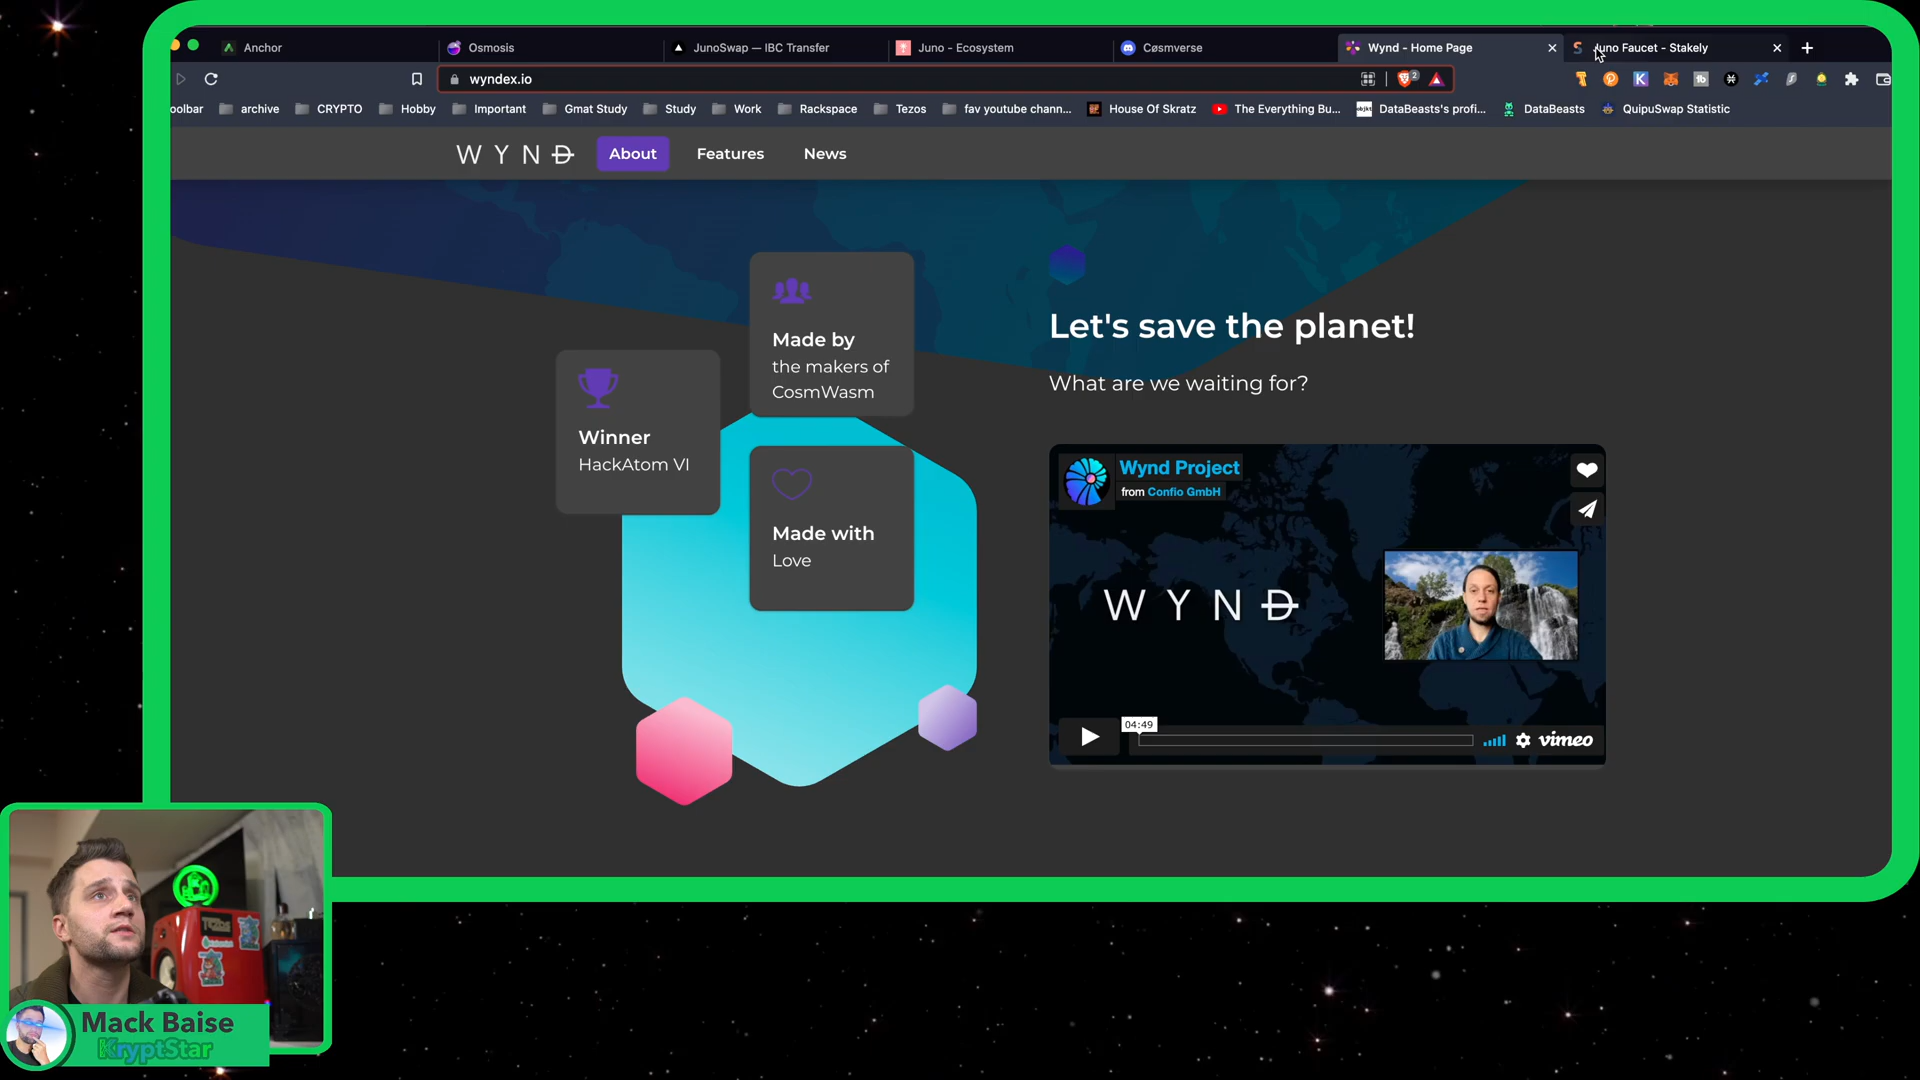 Anchor
Osmosis
JunoSwap — IBC Transfer
Juno - Ecosystem
Cøsmverse
Wynd - Home Page
Juno Faucet - Stakely
wyndex.io
2
oolbar
archive
CRYPTO
Hobby
Important
Gmat Study
Study
Work
Rackspace
Tezos
fav youtube chann...
House Of Skratz
The Everything Bu...
DataBeasts's profi...
DataBeasts
QuipuSwap Statistic
WYND
About
Features
News
Made by
the makers of
CosmWasm
Winner
HackAtom VI
Made with
Love
Let's save the planet!
What are we waiting for?
Wynd Project
from Confio GmbH
WYND
04:49
vimeo
TEZOS
Mack Baise
KryptStar